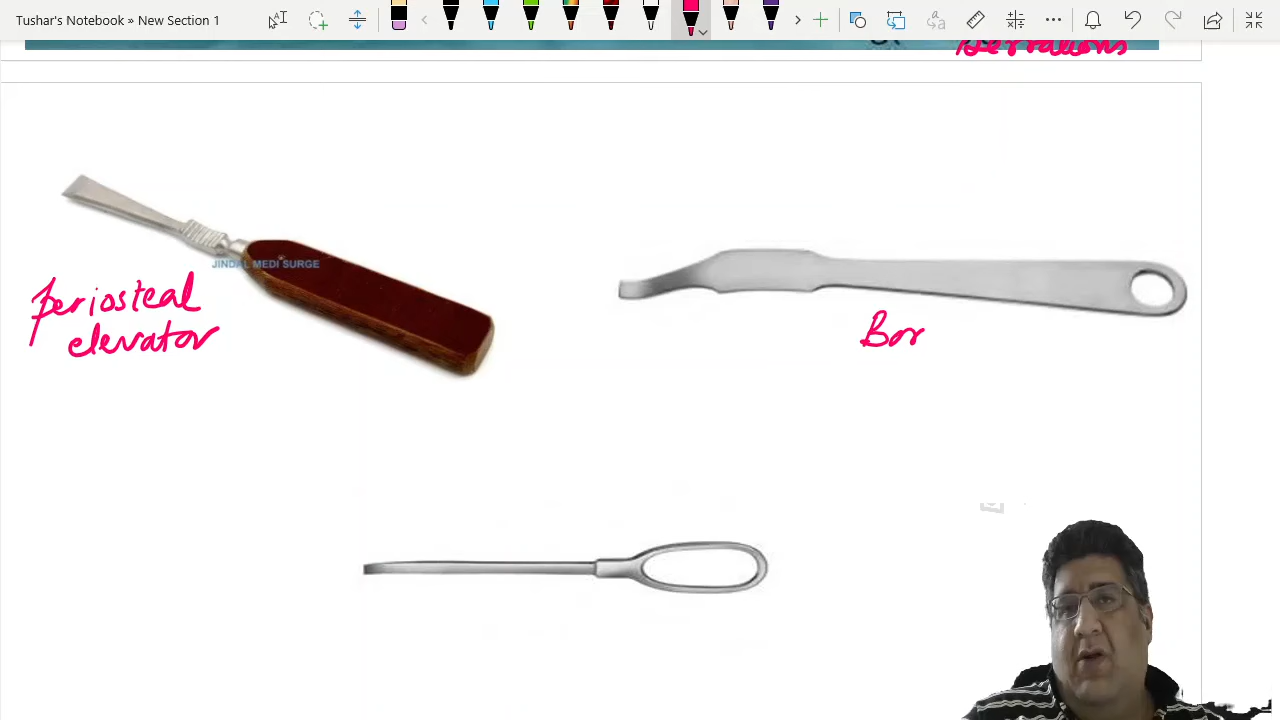 Tushar's Notebook » New Section 1
JINDAL MEDI SURGE
periosteal
elevator
Bor